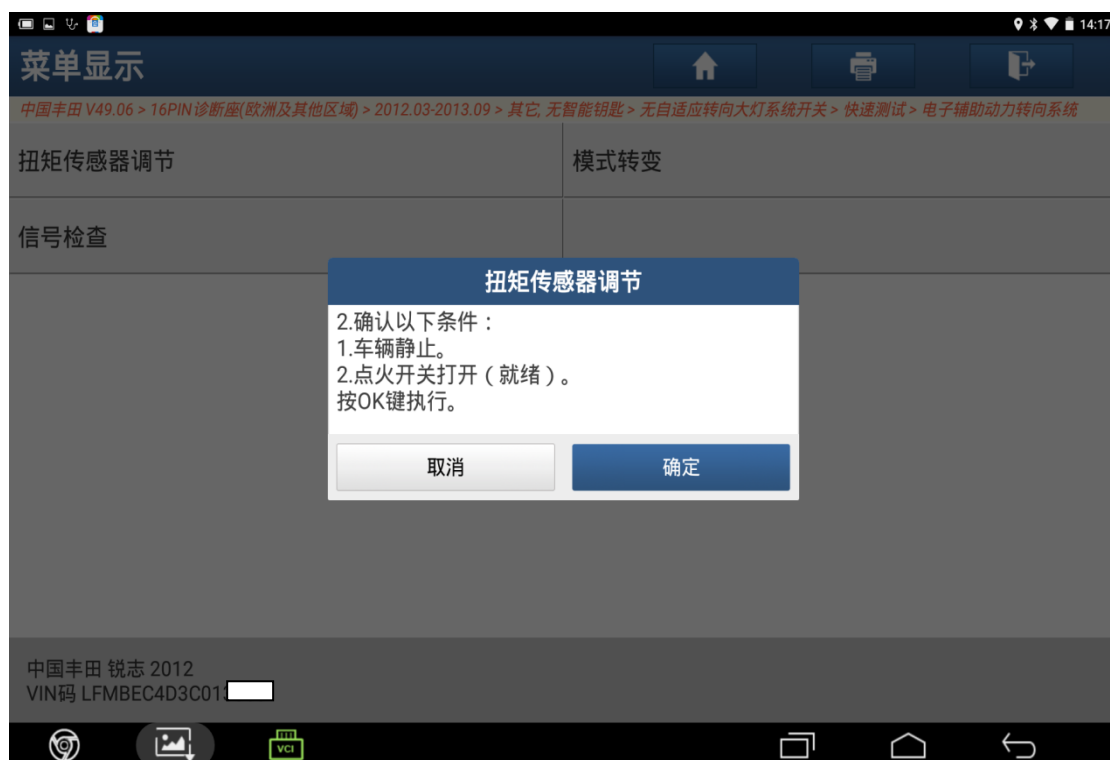 14:17
菜单显示
中国丰田 V49.06 > 16PIN诊断座(欧洲及其他区域) > 2012.03-2013.09 > 其它, 无智能钥匙 > 无自适应转向大灯系统开关 > 快速测试 > 电子辅助动力转向系统
扭矩传感器调节
模式转变
信号检查
扭矩传感器调节
2.确认以下条件：
1.车辆静止。
2.点火开关打开（就绪）。
按OK键执行。
取消
确定
中国丰田 锐志 2012
VIN码 LFMBEC4D3C01
VCI